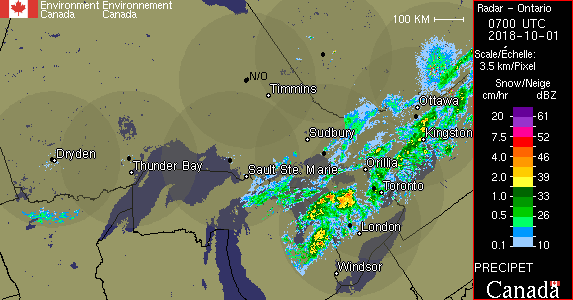 Environment Environnement
Canada Canada
100 KM
Radar - Ontario
0700 UTC
2018-10-01
Scale/Échelle:
3.5 km/Pixel
Snow/Neige
cm/hr dBZ
20 61
7.5 52
4.0 46
2.0 39
1.0 33
0.5 26
0.1 10
PRECIPET
Canada
N/O
Timmins
Ottawa
Sudbury
Kingston
Dryden
Thunder Bay
Sault Ste. Marie
Orillia
Toronto
London
Windsor